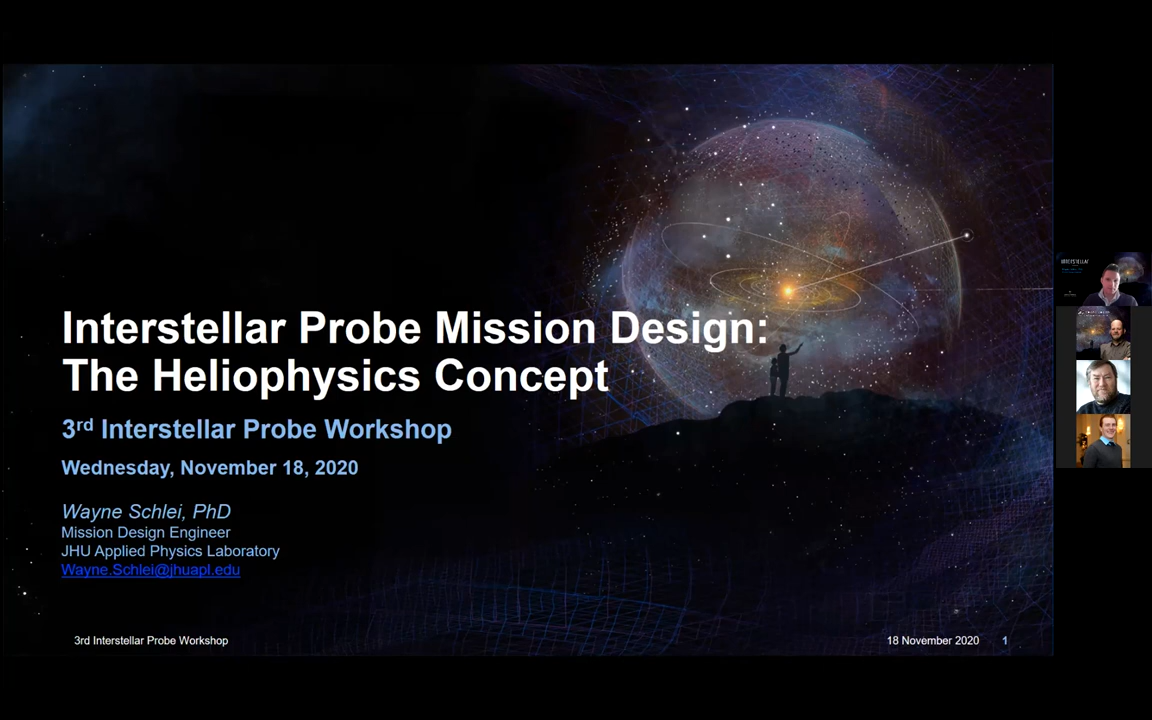 Interstellar Probe Mission Design:
The Heliophysics Concept
3rd Interstellar Probe Workshop
Wednesday, November 18, 2020
Wayne Schlei, PhD
Mission Design Engineer
JHU Applied Physics Laboratory
Wayne.Schlei@jhuapl.edu
3rd Interstellar Probe Workshop
18 November 2020 1
INTERSTELLAR